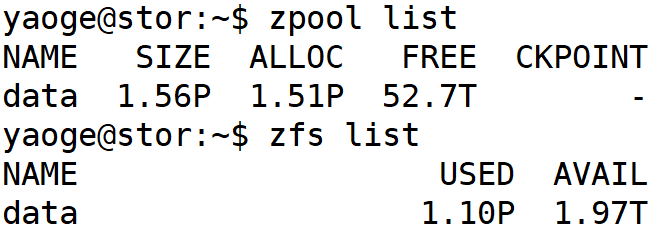 yaoge@stor:~$ zpool list
NAME   SIZE  ALLOC   FREE  CKPOINT
data  1.56P  1.51P  52.7T        -
yaoge@stor:~$ zfs list
NAME                   USED  AVAIL
data                  1.10P  1.97T